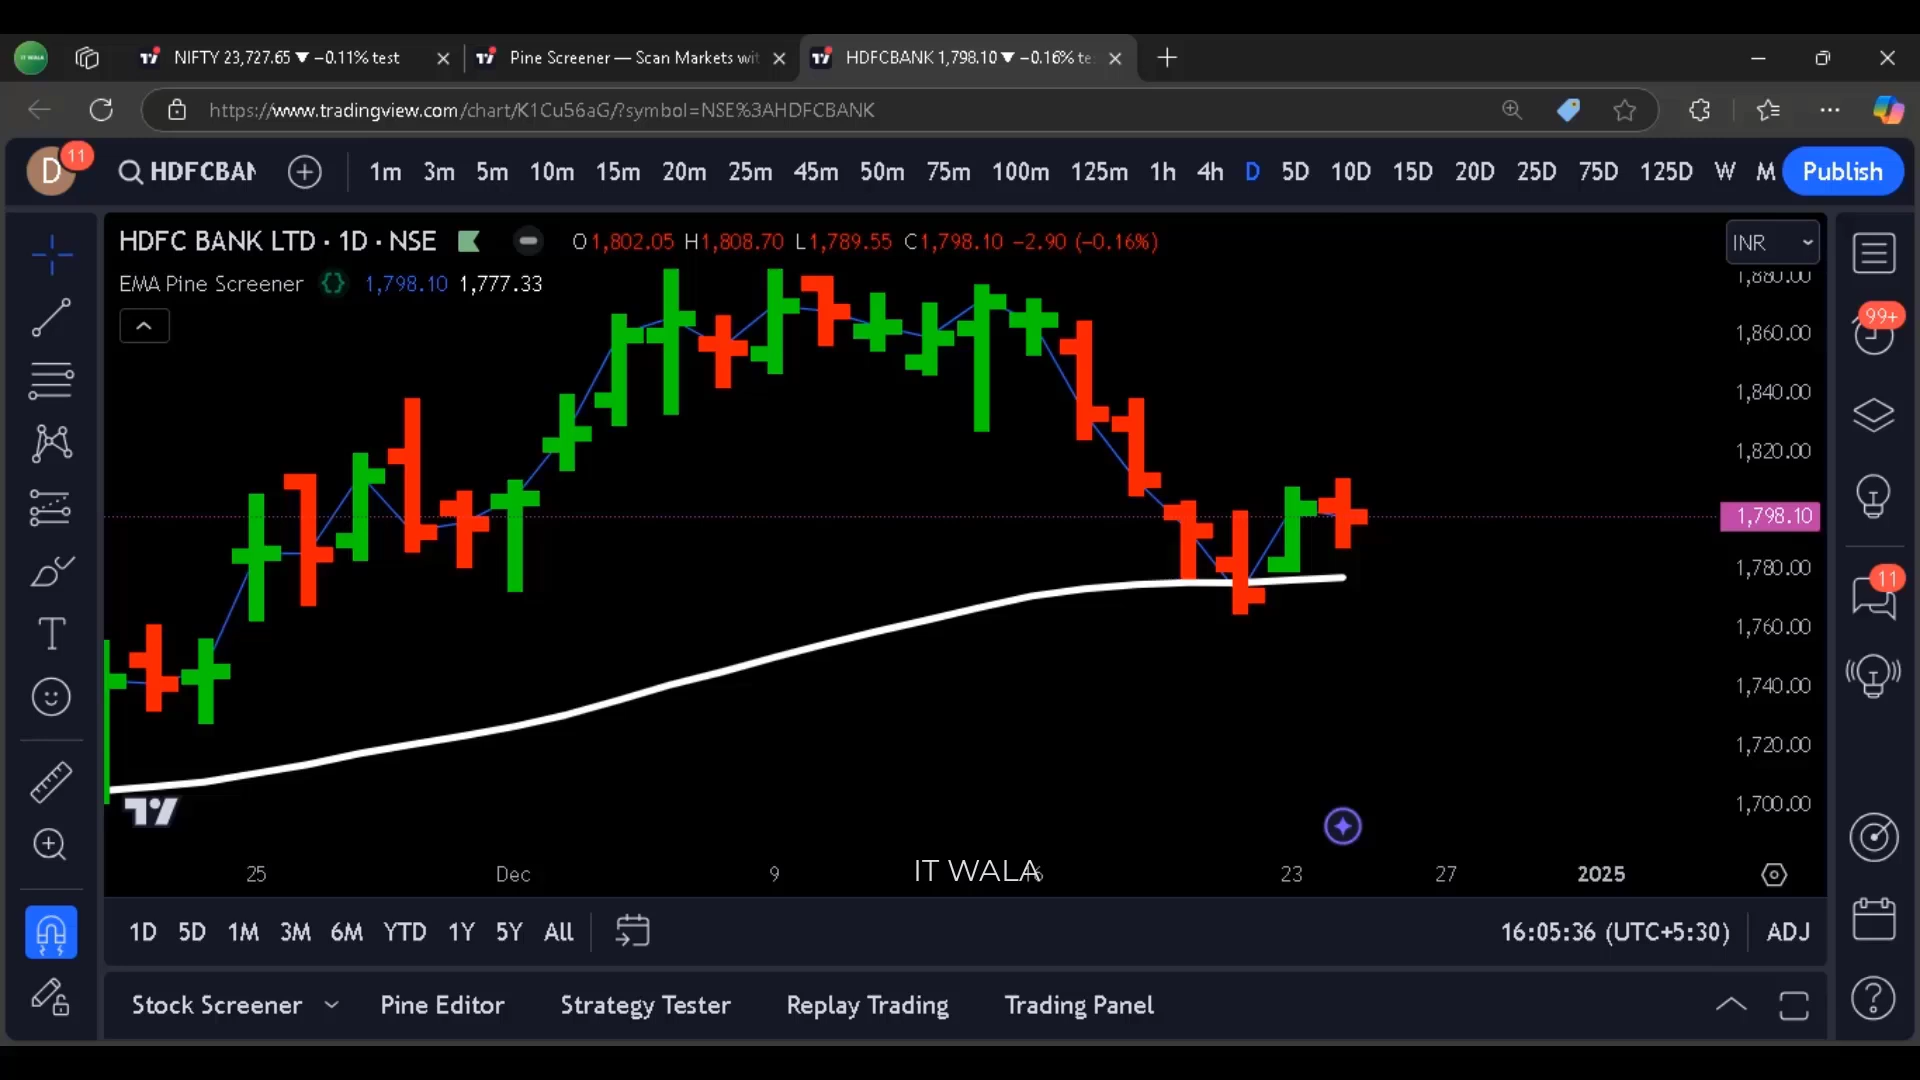 IT WALA
NIFTY 23,727.65 ▼ −0.11% test
Pine Screener — Scan Markets wit
HDFCBANK 1,798.10 ▼ −0.16% te
https://www.tradingview.com/chart/K1Cu56aG/?symbol=NSE%3AHDFCBANK
D 11
HDFCBAN 1m 3m 5m 10m 15m 20m 25m 45m 50m 75m 100m 125m 1h 4h D 5D 10D 15D 20D 25D 75D 125D W M Publish
HDFC BANK LTD · 1D · NSE O1,802.05 H1,808.70 L1,789.55 C1,798.10 −2.90 (−0.16%) INR
EMA Pine Screener {} 1,798.10 1,777.33
1,880.00
99+
1,860.00
1,840.00
1,820.00
1,798.10
1,780.00
11
1,760.00
T
1,740.00
1,720.00
1,700.00
25 Dec 9 16 23 27 2025
IT WALA
1D 5D 1M 3M 6M YTD 1Y 5Y All 16:05:36 (UTC+5:30) ADJ
Stock Screener Pine Editor Strategy Tester Replay Trading Trading Panel